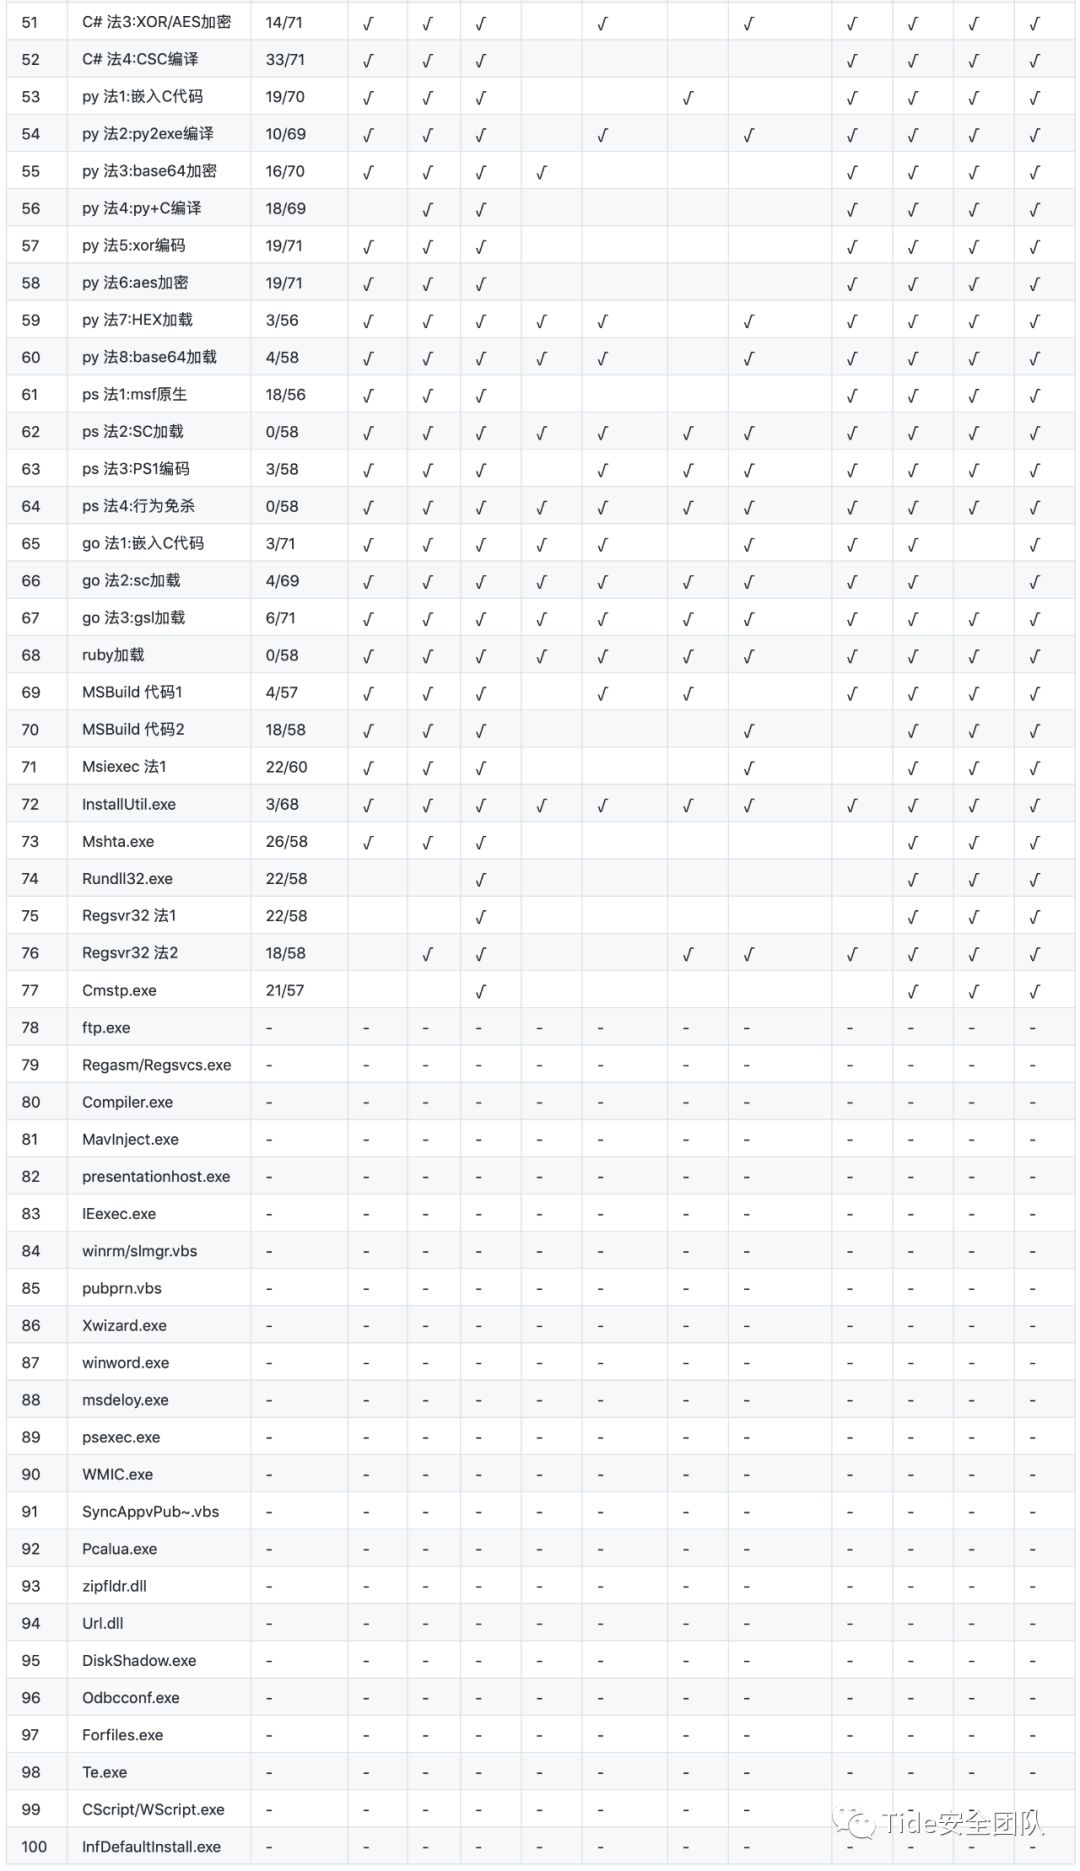 51 C# 法3:XOR/AES加密 14/71 √ √ √ √ √ √ √ √ √
52 C# 法4:CSC编译 33/71 √ √ √ √ √ √ √
53 py 法1:嵌入C代码 19/70 √ √ √ √ √ √ √ √
54 py 法2:py2exe编译 10/69 √ √ √ √ √ √ √ √ √
55 py 法3:base64加密 16/70 √ √ √ √ √ √ √ √
56 py 法4:py+C编译 18/69 √ √ √ √ √ √
57 py 法5:xor编码 19/71 √ √ √ √ √ √ √
58 py 法6:aes加密 19/71 √ √ √ √ √ √ √
59 py 法7:HEX加载 3/56 √ √ √ √ √ √ √ √ √ √
60 py 法8:base64加载 4/58 √ √ √ √ √ √ √ √ √ √
61 ps 法1:msf原生 18/56 √ √ √ √ √ √ √
62 ps 法2:SC加载 0/58 √ √ √ √ √ √ √ √ √ √ √
63 ps 法3:PS1编码 3/58 √ √ √ √ √ √ √ √ √ √
64 ps 法4:行为免杀 0/58 √ √ √ √ √ √ √ √ √ √ √
65 go 法1:嵌入C代码 3/71 √ √ √ √ √ √ √ √ √
66 go 法2:sc加载 4/69 √ √ √ √ √ √ √ √ √ √
67 go 法3:gsl加载 6/71 √ √ √ √ √ √ √ √ √ √ √
68 ruby加载 0/58 √ √ √ √ √ √ √ √ √ √ √
69 MSBuild 代码1 4/57 √ √ √ √ √ √ √ √ √
70 MSBuild 代码2 18/58 √ √ √ √ √ √ √
71 Msiexec 法1 22/60 √ √ √ √ √ √ √
72 InstallUtil.exe 3/68 √ √ √ √ √ √ √ √ √ √ √
73 Mshta.exe 26/58 √ √ √ √ √ √
74 Rundll32.exe 22/58 √ √ √ √
75 Regsvr32 法1 22/58 √ √ √ √
76 Regsvr32 法2 18/58 √ √ √ √ √ √ √ √
77 Cmstp.exe 21/57 √ √ √ √
78 ftp.exe - - - - - - - - - - - -
79 Regasm/Regsvcs.exe - - - - - - - - - - - -
80 Compiler.exe - - - - - - - - - - - -
81 MavInject.exe - - - - - - - - - - - -
82 presentationhost.exe - - - - - - - - - - - -
83 IEexec.exe - - - - - - - - - - - -
84 winrm/slmgr.vbs - - - - - - - - - - - -
85 pubprn.vbs - - - - - - - - - - - -
86 Xwizard.exe - - - - - - - - - - - -
87 winword.exe - - - - - - - - - - - -
88 msdeloy.exe - - - - - - - - - - - -
89 psexec.exe - - - - - - - - - - - -
90 WMIC.exe - - - - - - - - - - - -
91 SyncAppvPub~.vbs - - - - - - - - - - - -
92 Pcalua.exe - - - - - - - - - - - -
93 zipfldr.dll - - - - - - - - - - - -
94 Url.dll - - - - - - - - - - - -
95 DiskShadow.exe - - - - - - - - - - - -
96 Odbcconf.exe - - - - - - - - - - - -
97 Forfiles.exe - - - - - - - - - - - -
98 Te.exe - - - - - - - - - - - -
99 CScript/WScript.exe - - - - - - - - - - - -
Tide安全团队
100 InfDefaultInstall.exe - - - - - - - - - - - -